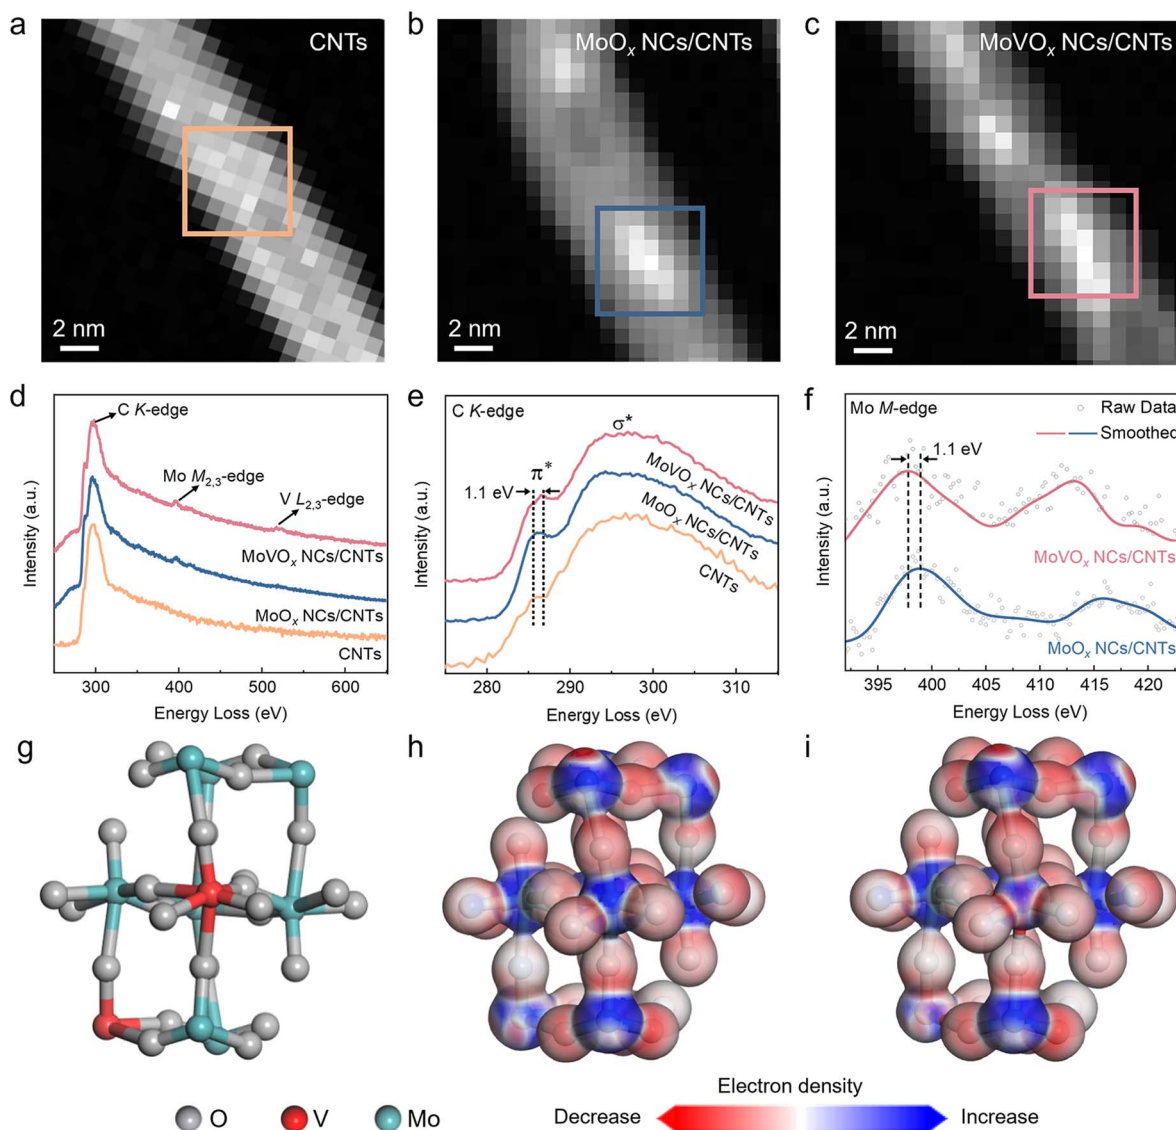 a
CNTs
2 nm
b
MoOx NCs/CNTs
2 nm
c
MoVOx NCs/CNTs
2 nm
d
C K-edge
Mo M2,3-edge
V L2,3-edge
MoVOx NCs/CNTs
MoOx NCs/CNTs
CNTs
Intensity (a.u.)
300
400
500
600
Energy Loss (eV)
e
C K-edge
σ*
π*
1.1 eV
MoVOx NCs/CNTs
MoOx NCs/CNTs
CNTs
Intensity (a.u.)
280
290
300
310
Energy Loss (eV)
f
Mo M-edge
Raw Data
Smoothed
1.1 eV
MoVOx NCs/CNTs
MoOx NCs/CNTs
Intensity (a.u.)
395
400
405
410
415
420
Energy Loss (eV)
g
h
i
O
V
Mo
Electron density
Decrease
Increase